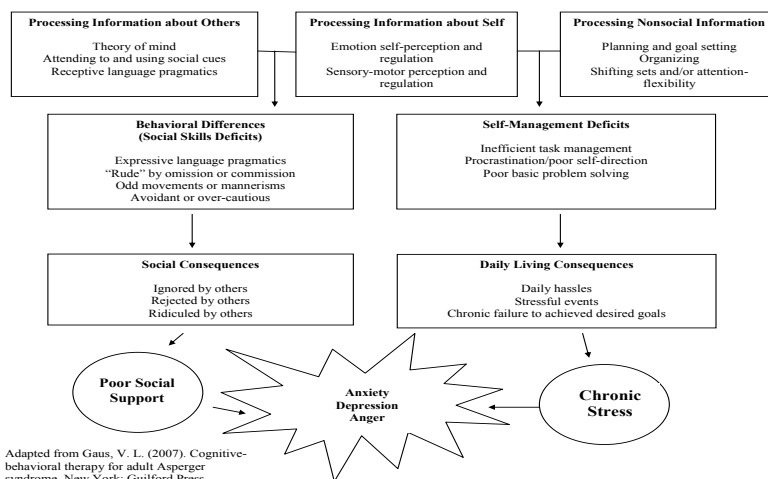 Processing Information about Others
Theory of mind
Attending to and using social cues
Receptive language pragmatics
Processing Information about Self
Emotion self-perception and
regulation
Sensory-motor perception and
regulation
Processing Nonsocial Information
Planning and goal setting
Organizing
Shifting sets and/or attention-
flexibility
Behavioral Differences
(Social Skills Deficits)
Expressive language pragmatics
“Rude” by omission or commission
Odd movements or mannerisms
Avoidant or over-cautious
Self-Management Deficits
Inefficient task management
Procrastination/poor self-direction
Poor basic problem solving
Social Consequences
Ignored by others
Rejected by others
Ridiculed by others
Daily Living Consequences
Daily hassles
Stressful events
Chronic failure to achieved desired goals
Poor Social
Support
Anxiety
Depression
Anger
Chronic
Stress
Adapted from Gaus, V. L. (2007). Cognitive-
behavioral therapy for adult Asperger
syndrome. New York: Guilford Press